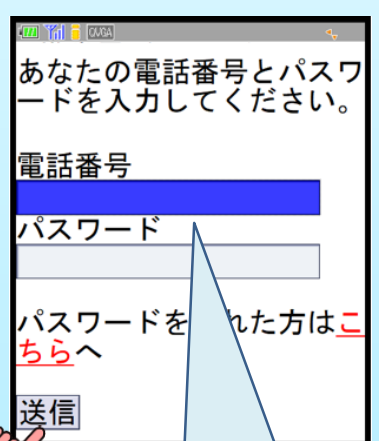 QVGA
あなたの電話番号とパスワ
ードを入力してください。
電話番号
パスワード
パスワードを れた方はこ
ちらへ
送信